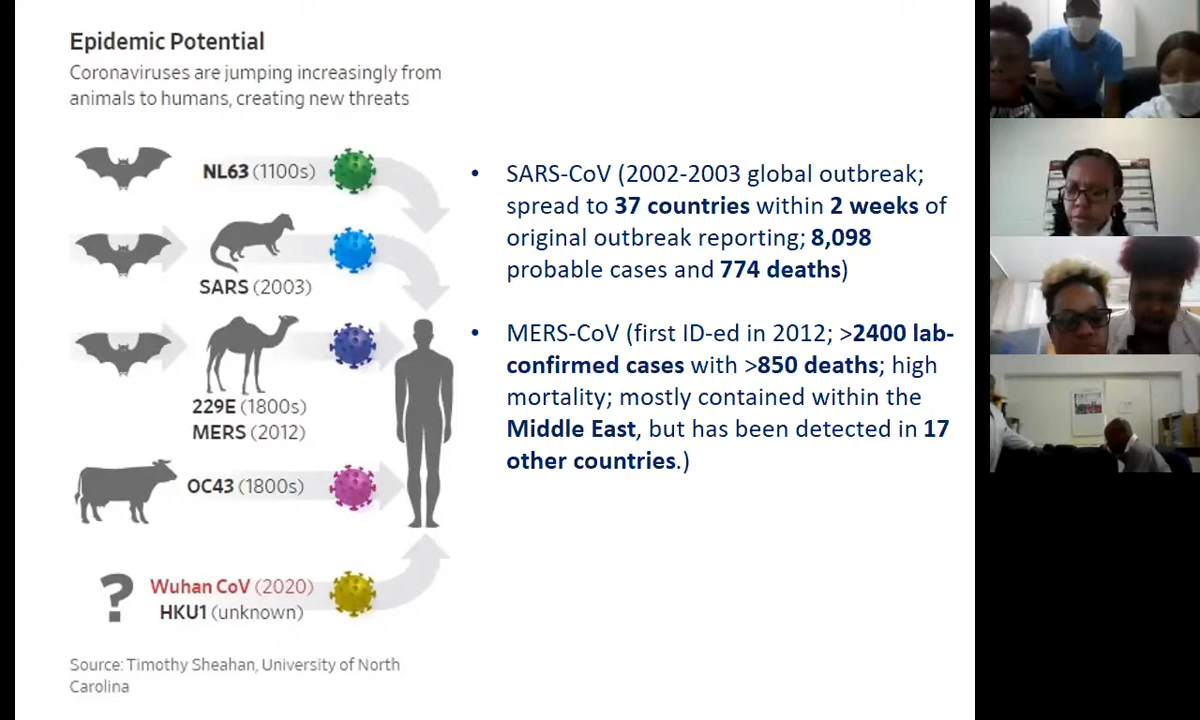 Epidemic Potential
Coronaviruses are jumping increasingly from
animals to humans, creating new threats
NL63 (1100s)
SARS (2003)
229E (1800s)
MERS (2012)
OC43 (1800s)
?
Wuhan CoV (2020)
HKU1 (unknown)
Source: Timothy Sheahan, University of North
Carolina
• SARS-CoV (2002-2003 global outbreak;
spread to 37 countries within 2 weeks of
original outbreak reporting; 8,098
probable cases and 774 deaths)
• MERS-CoV (first ID-ed in 2012; >2400 lab-
confirmed cases with >850 deaths; high
mortality; mostly contained within the
Middle East, but has been detected in 17
other countries.)